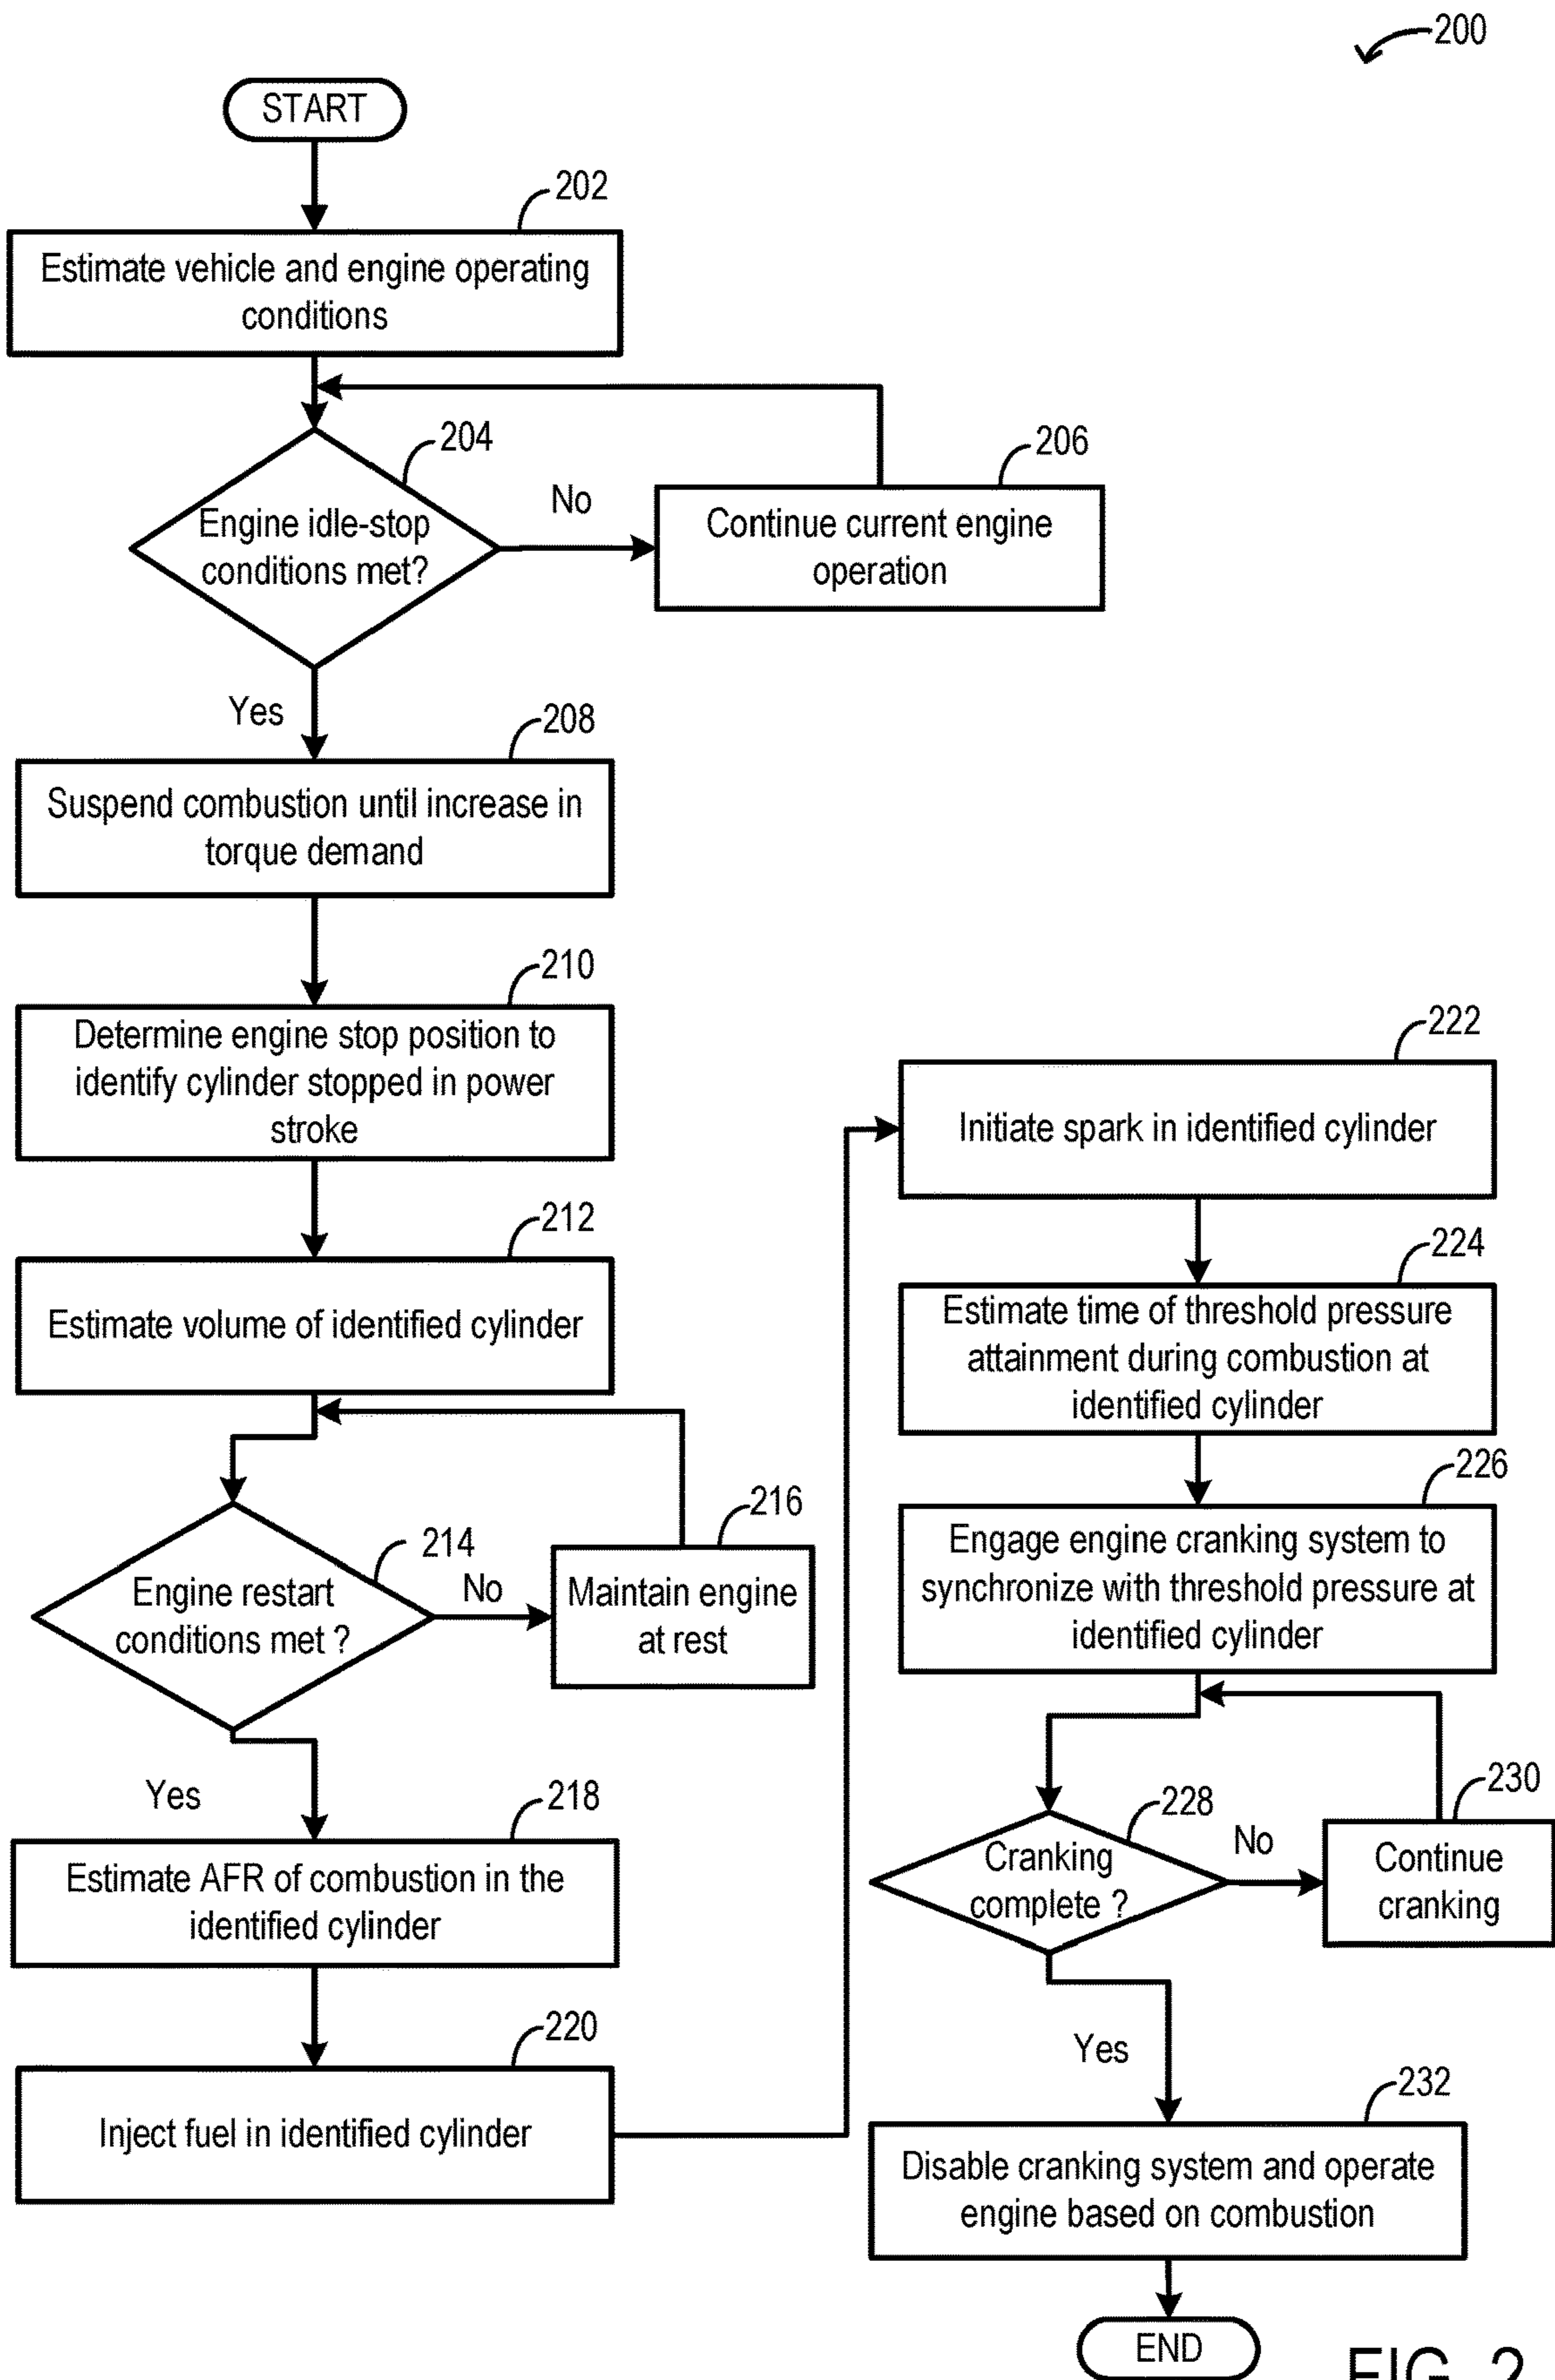 200
START
202
Estimate vehicle and engine operating
conditions
204
Engine idle-stop
conditions met?
No
206
Continue current engine
operation
Yes
208
Suspend combustion until increase in
torque demand
210
Determine engine stop position to
identify cylinder stopped in power
stroke
212
Estimate volume of identified cylinder
214
Engine restart
conditions met ?
No
216
Maintain engine
at rest
Yes
218
Estimate AFR of combustion in the
identified cylinder
220
Inject fuel in identified cylinder
222
Initiate spark in identified cylinder
224
Estimate time of threshold pressure
attainment during combustion at
identified cylinder
226
Engage engine cranking system to
synchronize with threshold pressure at
identified cylinder
228
Cranking
complete ?
No
230
Continue
cranking
Yes
232
Disable cranking system and operate
engine based on combustion
END
FIG. 2